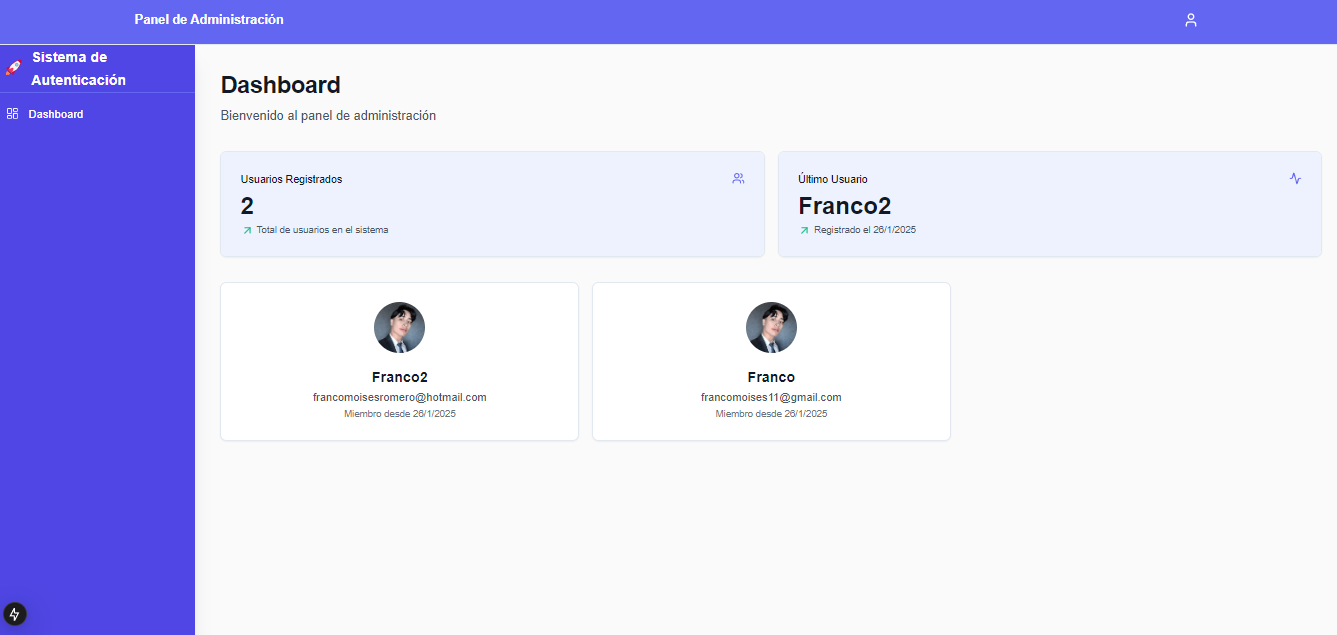 Panel de Administración
Sistema de
Autenticación
Dashboard
Dashboard
Bienvenido al panel de administración
Usuarios Registrados
2
Total de usuarios en el sistema
Último Usuario
Franco2
Registrado el 26/1/2025
Franco2
francomoisesromero@hotmail.com
Miembro desde 26/1/2025
Franco
francomoises11@gmail.com
Miembro desde 26/1/2025